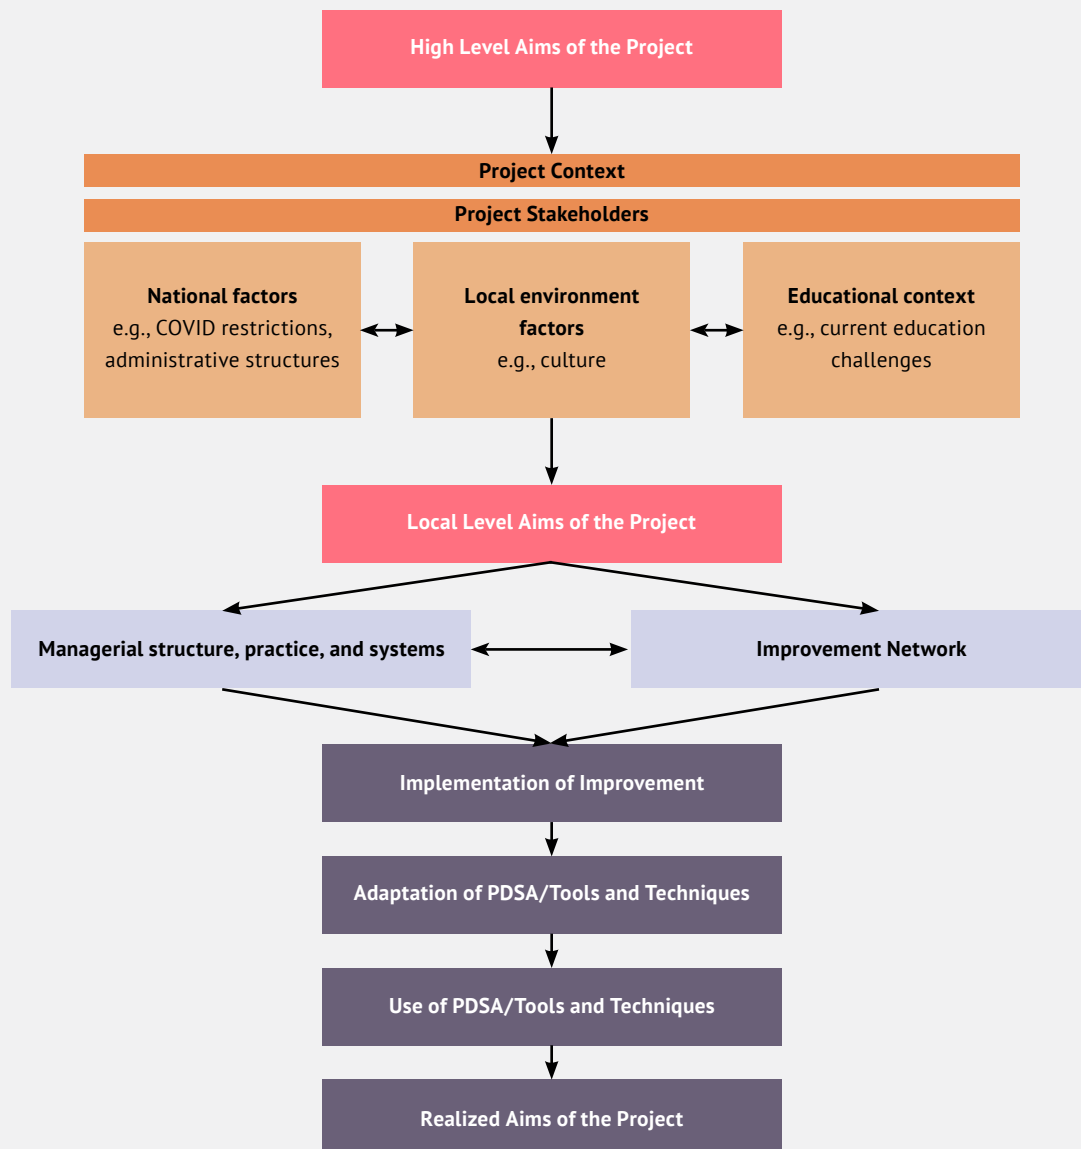 High Level Aims of the Project
Project Context
Project Stakeholders
National factors
e.g., COVID restrictions,
administrative structures
Local environment
factors
e.g., culture
Educational context
e.g., current education
challenges
Local Level Aims of the Project
Managerial structure, practice, and systems
Improvement Network
Implementation of Improvement
Adaptation of PDSA/Tools and Techniques
Use of PDSA/Tools and Techniques
Realized Aims of the Project